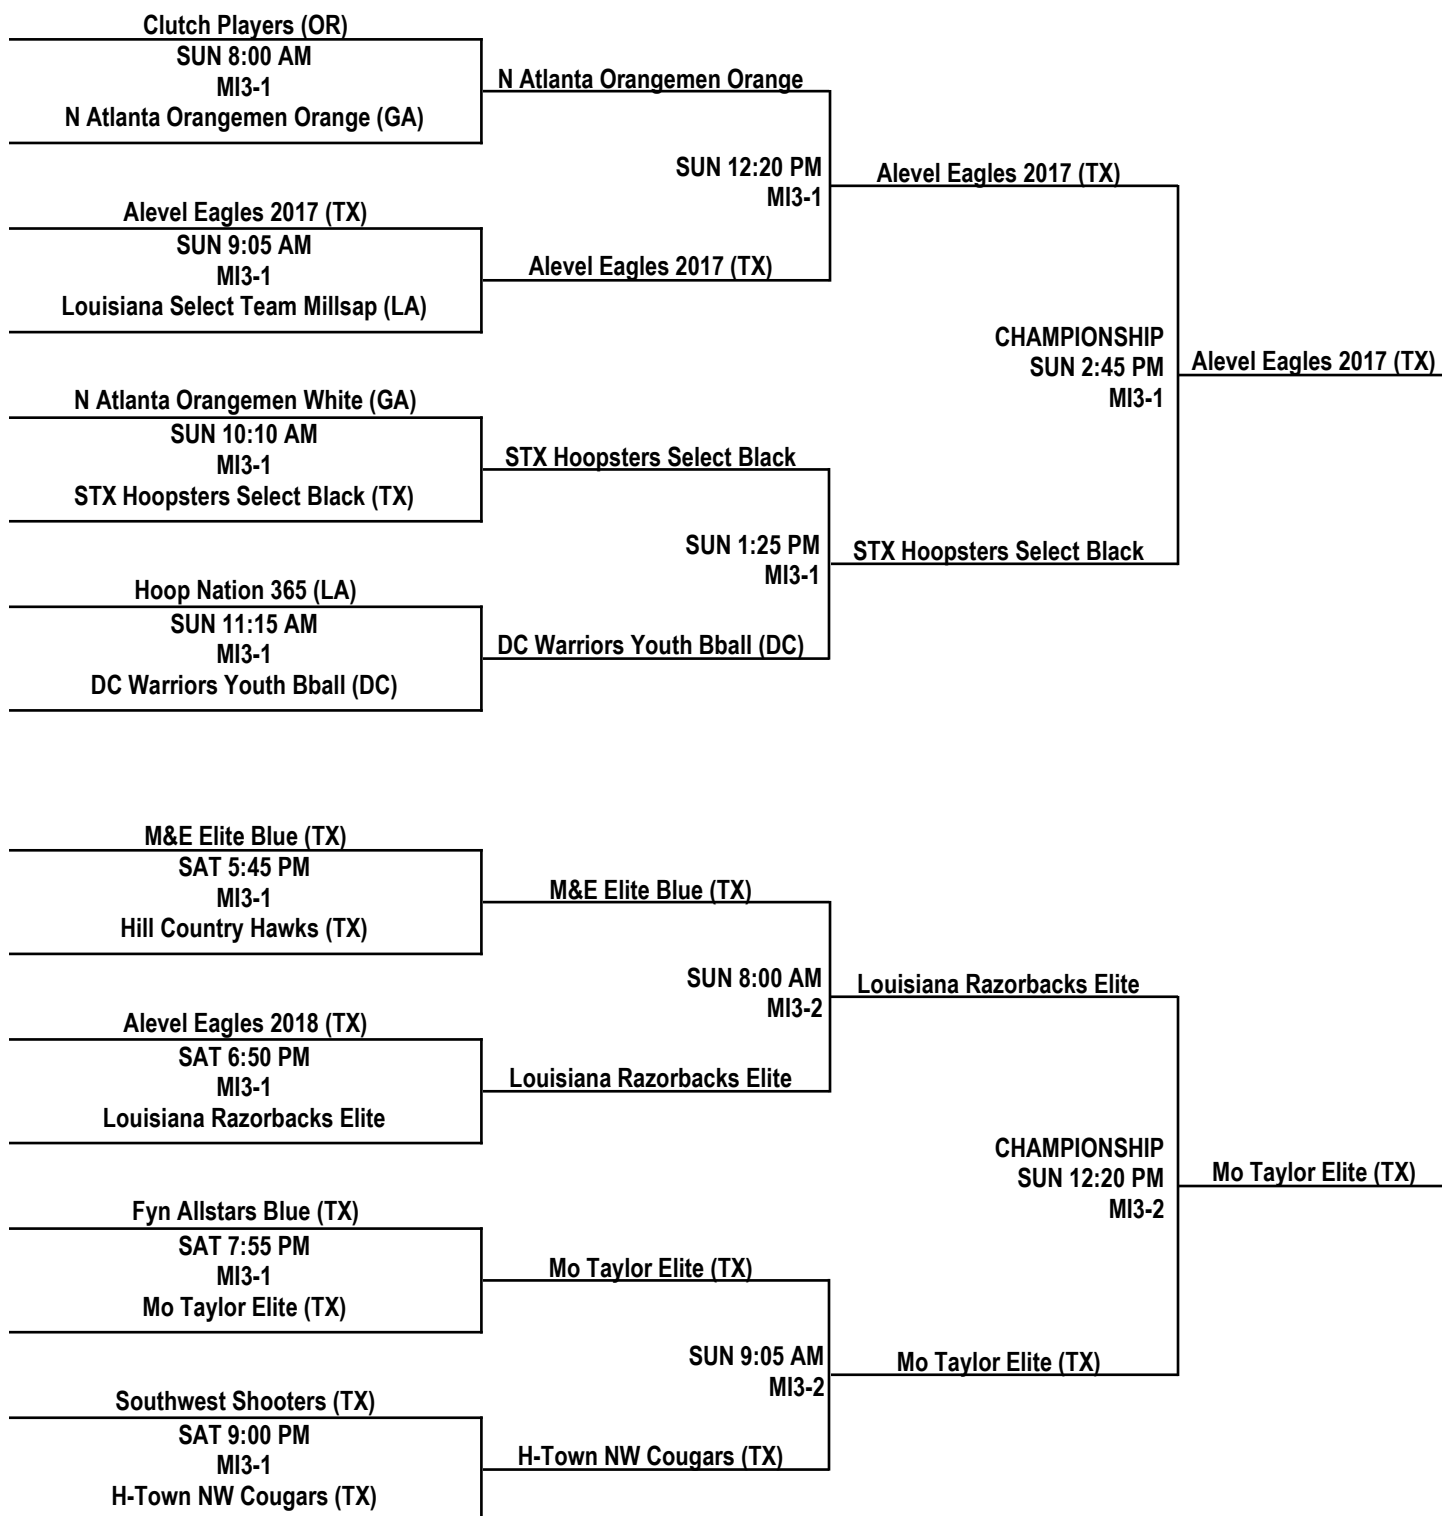 Clutch Players (OR)
SUN 8:00 AM
MI3-1
N Atlanta Orangemen Orange (GA)
N Atlanta Orangemen Orange
SUN 12:20 PM
MI3-1
Alevel Eagles 2017 (TX)
Alevel Eagles 2017 (TX)
SUN 9:05 AM
MI3-1
Louisiana Select Team Millsap (LA)
Alevel Eagles 2017 (TX)
CHAMPIONSHIP
SUN 2:45 PM
MI3-1
Alevel Eagles 2017 (TX)
N Atlanta Orangemen White (GA)
SUN 10:10 AM
MI3-1
STX Hoopsters Select Black (TX)
STX Hoopsters Select Black
SUN 1:25 PM
MI3-1
STX Hoopsters Select Black
Hoop Nation 365 (LA)
SUN 11:15 AM
MI3-1
DC Warriors Youth Bball (DC)
DC Warriors Youth Bball (DC)
M&E Elite Blue (TX)
SAT 5:45 PM
MI3-1
Hill Country Hawks (TX)
M&E Elite Blue (TX)
SUN 8:00 AM
MI3-2
Louisiana Razorbacks Elite
Alevel Eagles 2018 (TX)
SAT 6:50 PM
MI3-1
Louisiana Razorbacks Elite
Louisiana Razorbacks Elite
CHAMPIONSHIP
SUN 12:20 PM
MI3-2
Mo Taylor Elite (TX)
Fyn Allstars Blue (TX)
SAT 7:55 PM
MI3-1
Mo Taylor Elite (TX)
Mo Taylor Elite (TX)
SUN 9:05 AM
MI3-2
Mo Taylor Elite (TX)
Southwest Shooters (TX)
SAT 9:00 PM
MI3-1
H-Town NW Cougars (TX)
H-Town NW Cougars (TX)